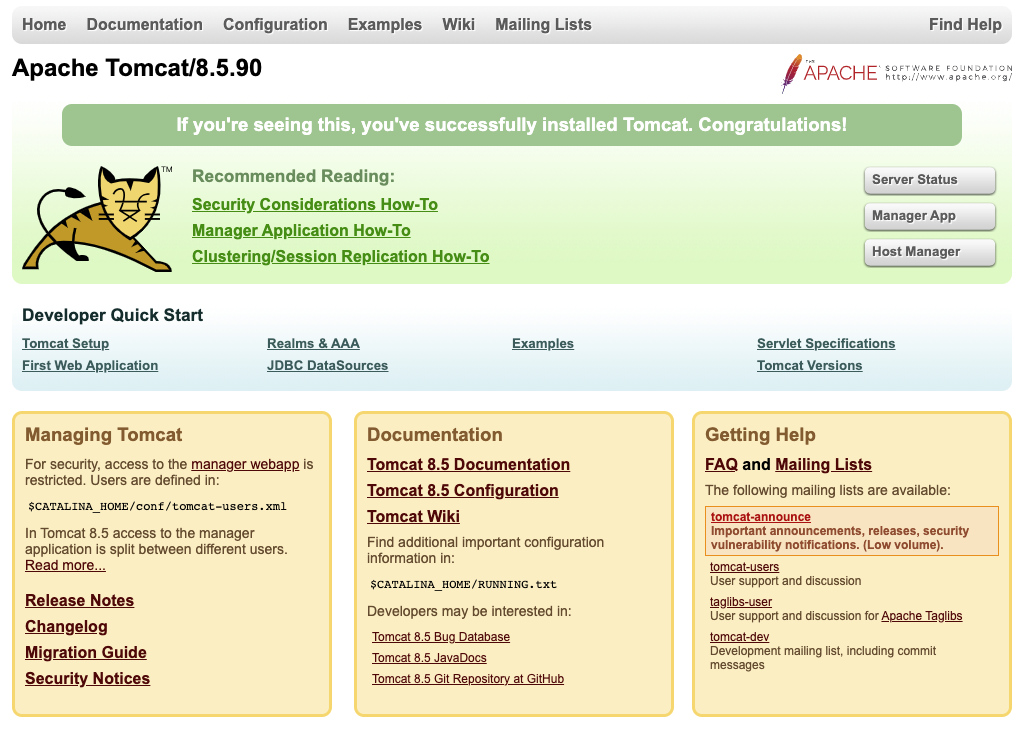 Home Documentation Configuration Examples Wiki Mailing Lists Find Help
Apache Tomcat/8.5.90
THE
APACHE SOFTWARE FOUNDATION
http://www.apache.org/
If you're seeing this, you've successfully installed Tomcat. Congratulations!
TM
Recommended Reading:
Security Considerations How-To
Manager Application How-To
Clustering/Session Replication How-To
Server Status
Manager App
Host Manager
Developer Quick Start
Tomcat Setup
First Web Application
Realms & AAA
JDBC DataSources
Examples
Servlet Specifications
Tomcat Versions
Managing Tomcat
For security, access to the manager webapp is
restricted. Users are defined in:
$CATALINA_HOME/conf/tomcat-users.xml
In Tomcat 8.5 access to the manager
application is split between different users.
Read more...
Release Notes
Changelog
Migration Guide
Security Notices
Documentation
Tomcat 8.5 Documentation
Tomcat 8.5 Configuration
Tomcat Wiki
Find additional important configuration
information in:
$CATALINA_HOME/RUNNING.txt
Developers may be interested in:
Tomcat 8.5 Bug Database
Tomcat 8.5 JavaDocs
Tomcat 8.5 Git Repository at GitHub
Getting Help
FAQ and Mailing Lists
The following mailing lists are available:
tomcat-announce
Important announcements, releases, security
vulnerability notifications. (Low volume).
tomcat-users
User support and discussion
taglibs-user
User support and discussion for Apache Taglibs
tomcat-dev
Development mailing list, including commit
messages